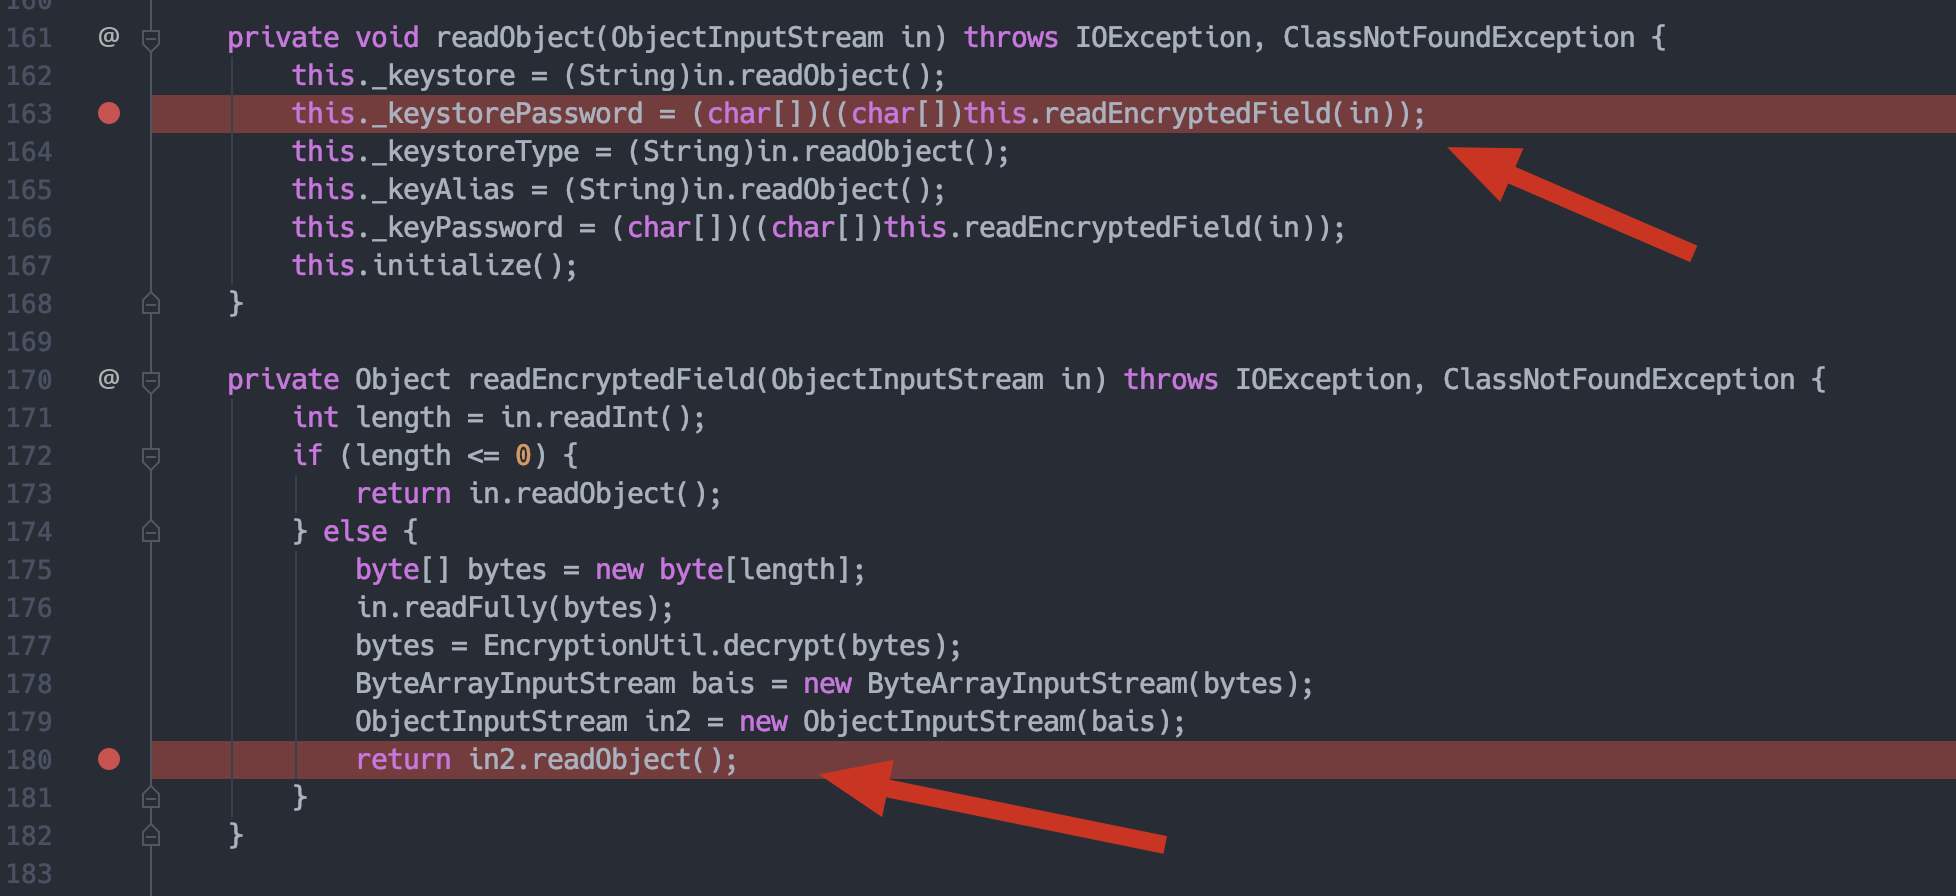 160
161 @ private void readObject(ObjectInputStream in) throws IOException, ClassNotFoundException {
162 this._keystore = (String)in.readObject();
163 this._keystorePassword = (char[])((char[])this.readEncryptedField(in));
164 this._keystoreType = (String)in.readObject();
165 this._keyAlias = (String)in.readObject();
166 this._keyPassword = (char[])((char[])this.readEncryptedField(in));
167 this.initialize();
168 }
169
170 @ private Object readEncryptedField(ObjectInputStream in) throws IOException, ClassNotFoundException {
171 int length = in.readInt();
172 if (length <= 0) {
173 return in.readObject();
174 } else {
175 byte[] bytes = new byte[length];
176 in.readFully(bytes);
177 bytes = EncryptionUtil.decrypt(bytes);
178 ByteArrayInputStream bais = new ByteArrayInputStream(bytes);
179 ObjectInputStream in2 = new ObjectInputStream(bais);
180 return in2.readObject();
181 }
182 }
183